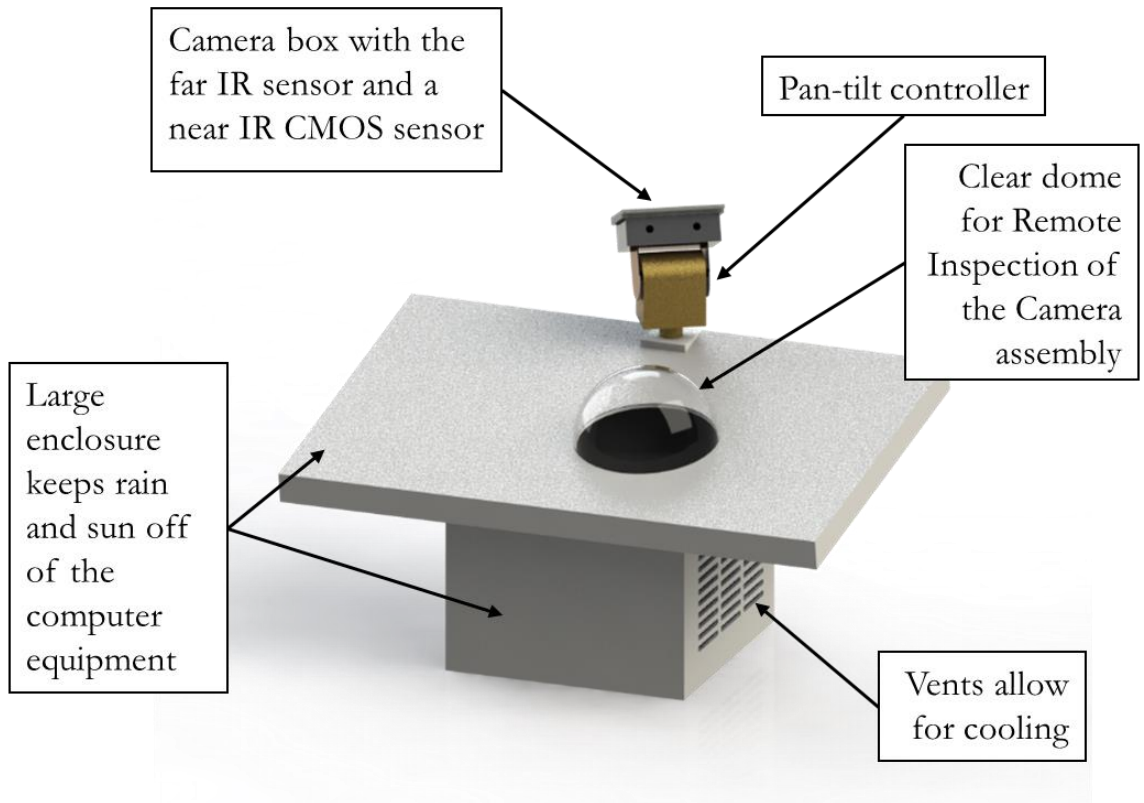 Camera box with the
far IR sensor and a
near IR CMOS sensor
Pan-tilt controller
Clear dome
for Remote
Inspection of
the Camera
assembly
Large
enclosure
keeps rain
and sun off
of the
computer
equipment
Vents allow
for cooling